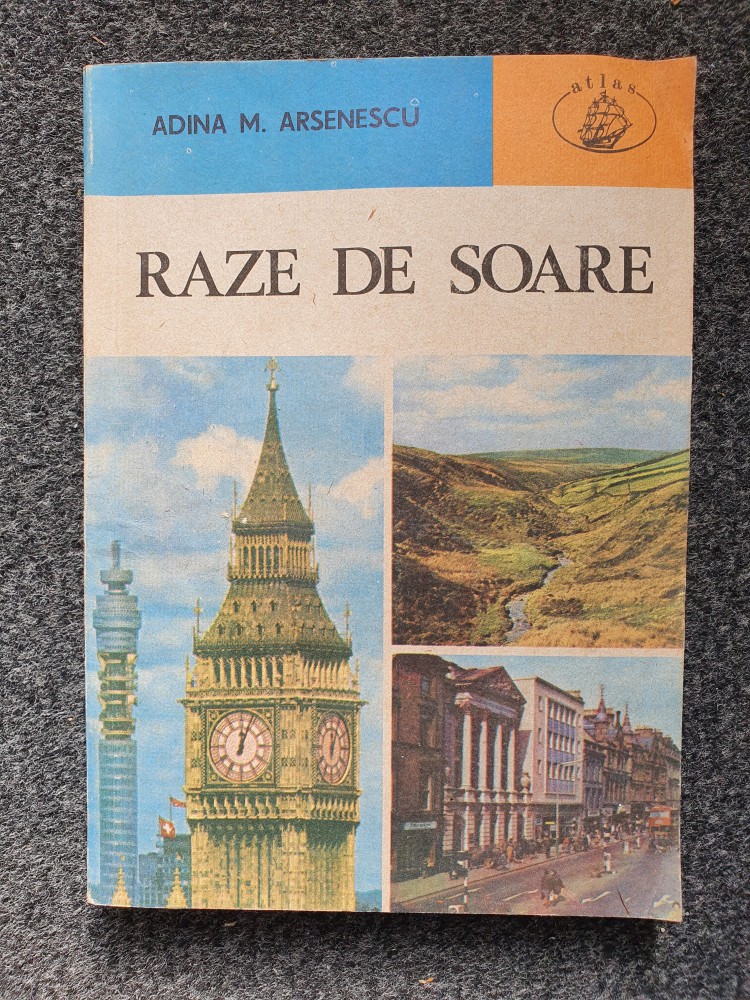 ADINA M. ARSENESCU
atlas
RAZE DE SOARE